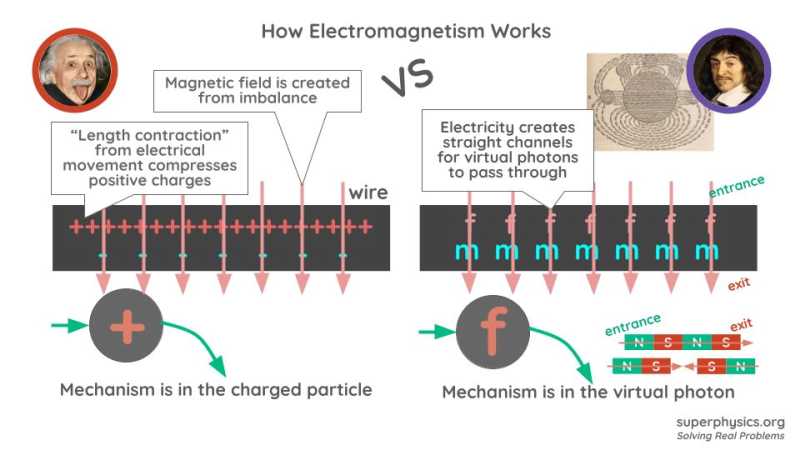 How Electromagnetism Works
VS
Magnetic field is created
from imbalance
"Length contraction"
from electrical
movement compresses
positive charges
wire
+++++++++++++++++++
- - - - - - -
+
Mechanism is in the charged particle
Electricity creates
straight channels
for virtual photons
to pass through
entrance
f f f f f f f
m m m m m m m
exit
f
entrance
exit
N S N S
N S S N
Mechanism is in the virtual photon
superphysics.org
Solving Real Problems